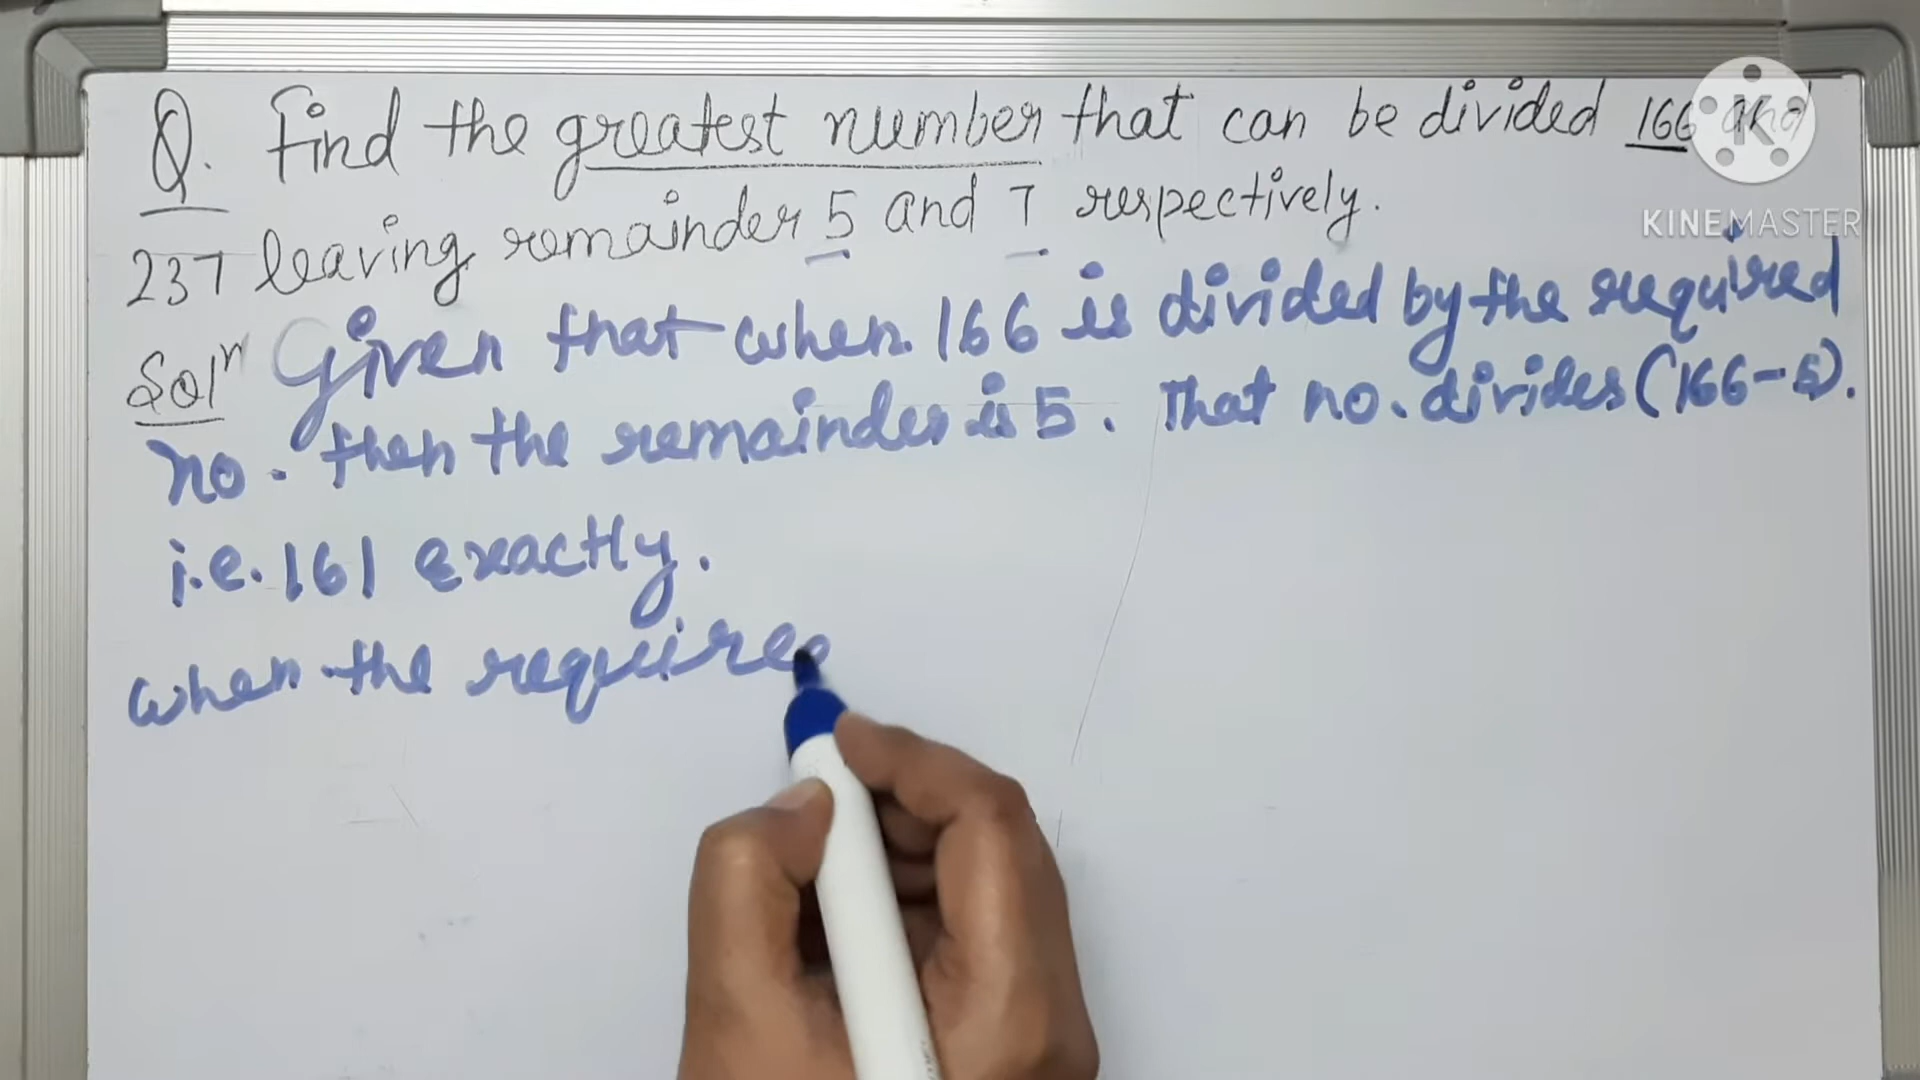 Q. Find the greatest number that can be divided 166 and
KINEMASTER
237 leaving remainder 5 and 7 respectively.
Solⁿ Given that when 166 is divided by the required
no. then the remainder is 5. That no. divides (166-5).
i.e. 161 exactly.
when the require